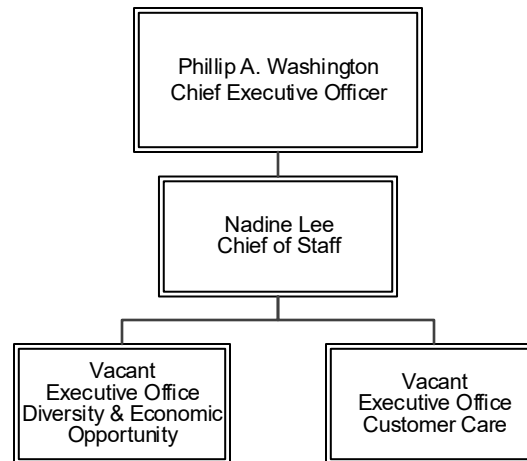 Phillip A. Washington
Chief Executive Officer
Nadine Lee
Chief of Staff
Vacant
Executive Office
Diversity & Economic
Opportunity
Vacant
Executive Office
Customer Care